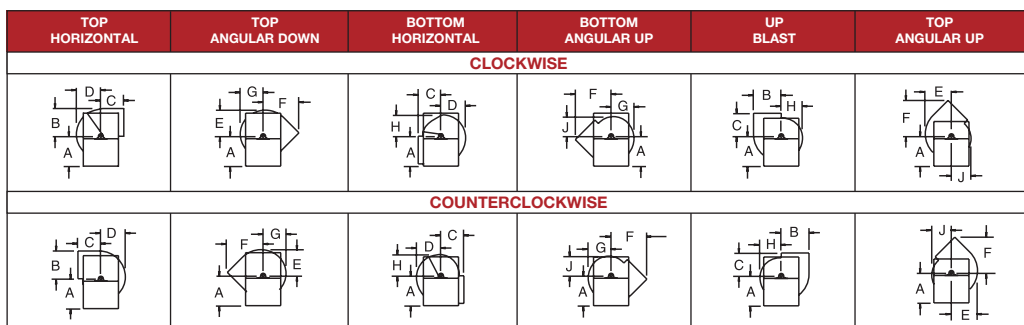 TOP HORIZONTAL
TOP ANGULAR DOWN
BOTTOM HORIZONTAL
BOTTOM ANGULAR UP
UP BLAST
TOP ANGULAR UP
CLOCKWISE
D C B A
G F E A
C D H A
F G J A
B H C A
E F A J
COUNTERCLOCKWISE
D C B A
G F E A
C D H A
F G J A
B H C A
J F A E